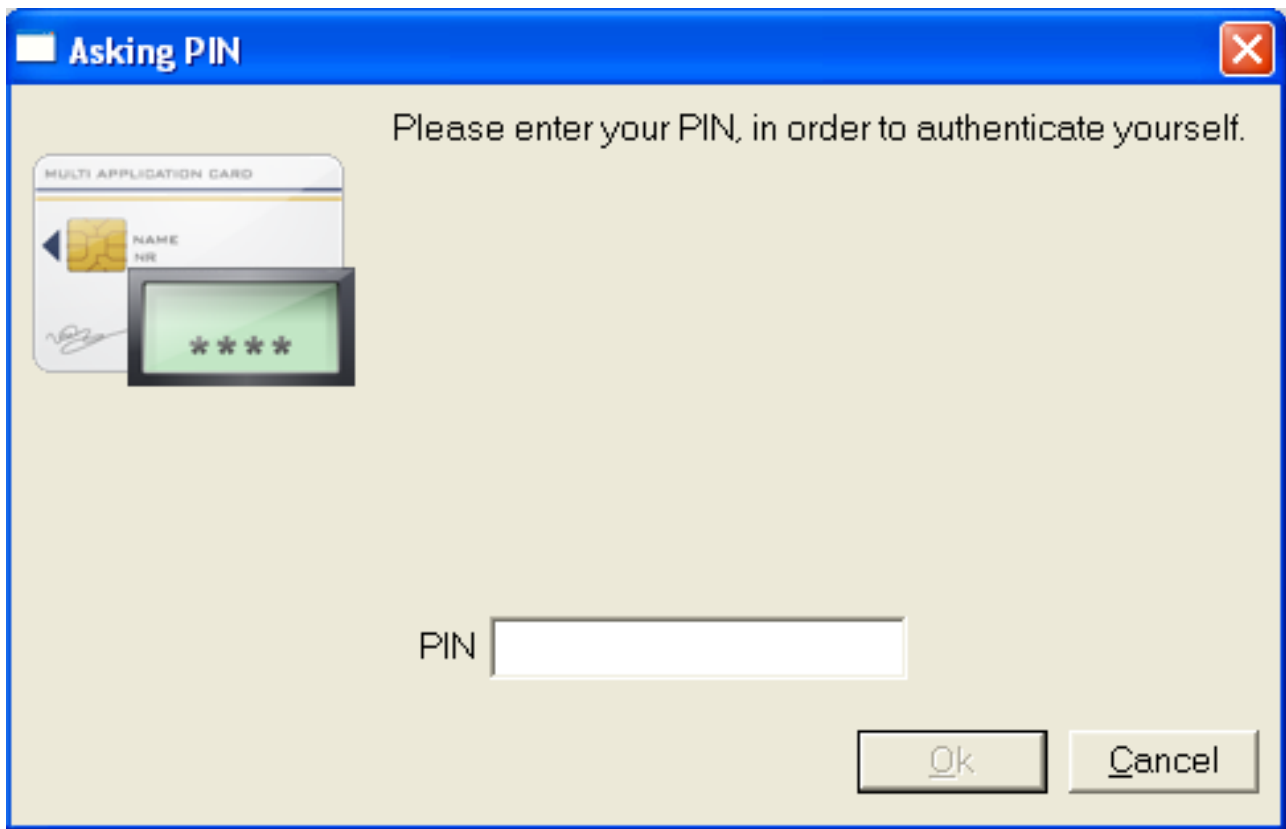 Asking PIN
Please enter your PIN, in order to authenticate yourself.
MULTI APPLICATION CARD
NAME
NR
****
PIN
Ok
Cancel